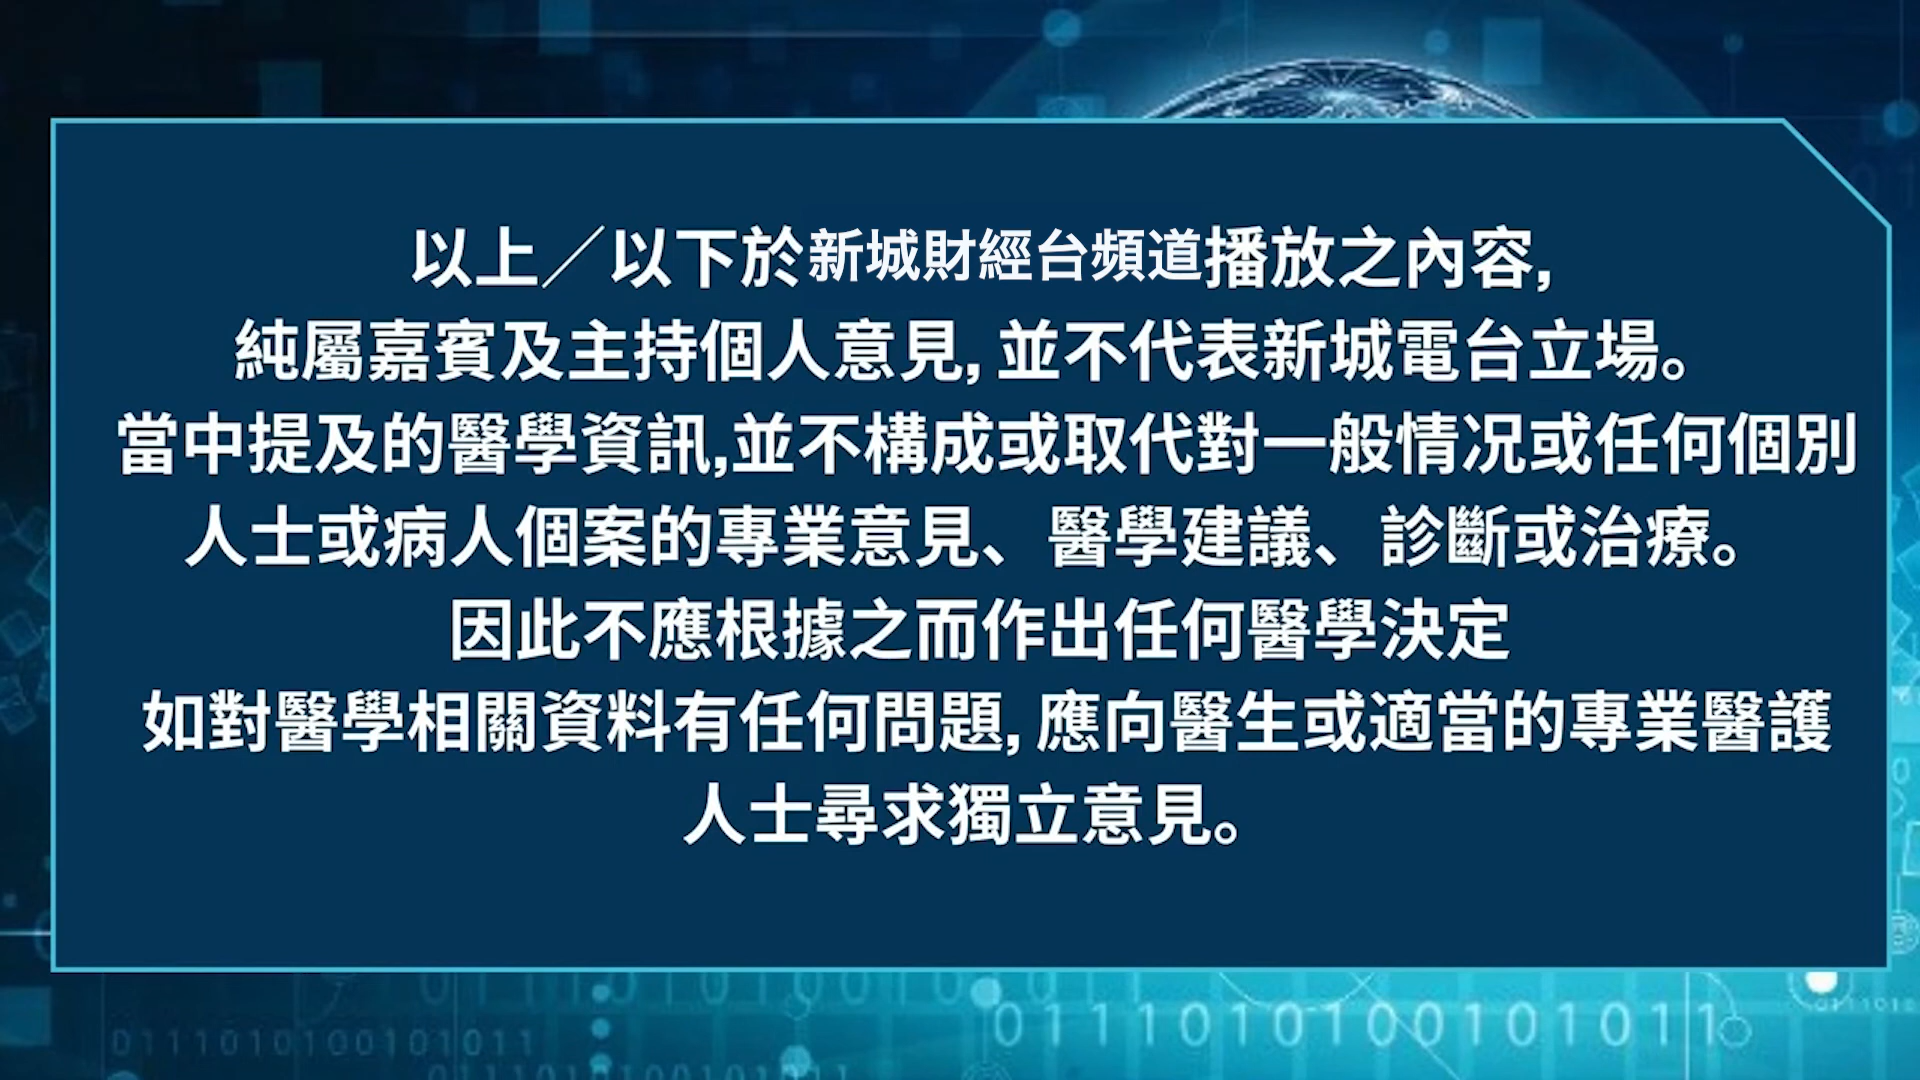 以上／以下於新城財經台頻道播放之內容,
純屬嘉賓及主持個人意見, 並不代表新城電台立場。
當中提及的醫學資訊,並不構成或取代對一般情况或任何個別
人士或病人個案的專業意見、醫學建議、診斷或治療。
因此不應根據之而作出任何醫學決定
如對醫學相關資料有任何問題, 應向醫生或適當的專業醫護
人士尋求獨立意見。
0111010100101011
0111010100101011